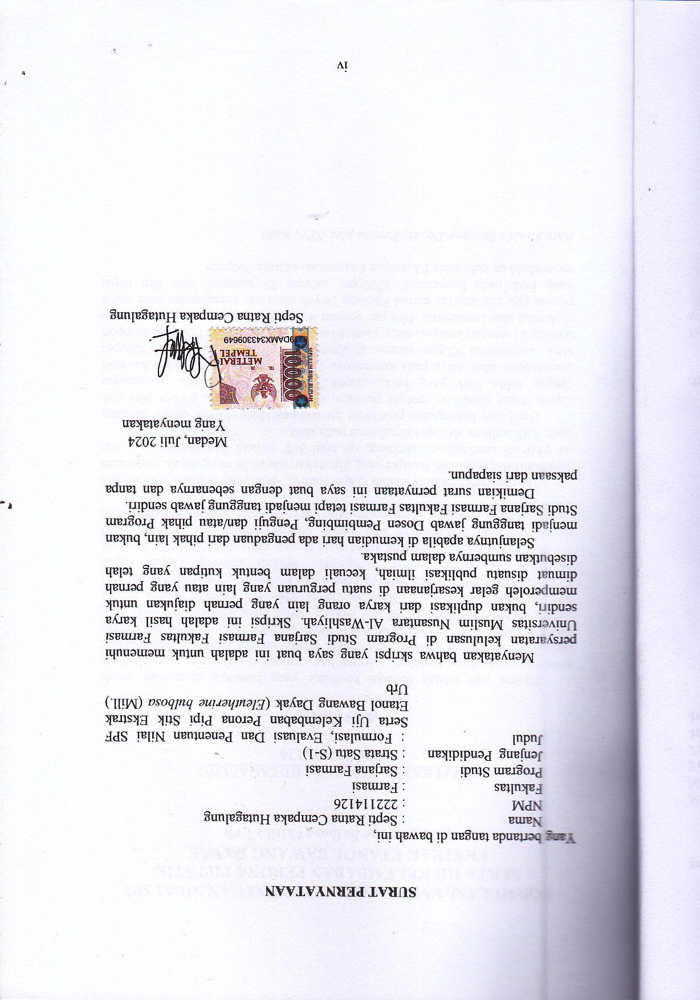 SURAT PERNYATAAN
Yang bertanda tangan di bawah ini,
Nama : Septi Ratna Cempaka Hutagalung
NPM : 222114126
Fakultas : Farmasi
Program Studi : Sarjana Farmasi
Jenjang Pendidikan : Strata Satu (S-1)
Judul : Formulasi, Evaluasi Dan Penentuan Nilai SPF
Serta Uji Kelembaban Perona Pipi Stik Ekstrak
Etanol Bawang Dayak (Eleutherine bulbosa (Mill.)
Urb
Menyatakan bahwa skripsi yang saya buat ini adalah untuk memenuhi
persyaratan kelulusan di Program Studi Sarjana Farmasi Fakultas Farmasi
Universitas Muslim Nusantara Al-Washliyah. Skripsi ini adalah hasil karya
sendiri, bukan duplikasi dari karya orang lain yang pernah diajukan untuk
memperoleh gelar kesarjanaan di suatu perguruan yang lain atau yang pernah
dimuat disuatu publikasi ilmiah, kecuali dalam bentuk kutipan yang telah
disebutkan sumbernya dalam pustaka.
Selanjutnya apabila di kemudian hari ada pengaduan dari pihak lain, bukan
menjadi tanggung jawab Dosen Pembimbing, Penguji dan/atau pihak Program
Studi Sarjana Farmasi Fakultas Farmasi tetapi menjadi tanggung jawab sendiri.
Demikian surat pernyataan ini saya buat dengan sebenarnya dan tanpa
paksaan dari siapapun.
Medan, Juli 2024
Yang menyatakan
SEPULUH RIBU RUPIAH
10000
TGL. 20
METERAI
TEMPEL
DAMX343309649
Septi Ratna Cempaka Hutagalung
iv